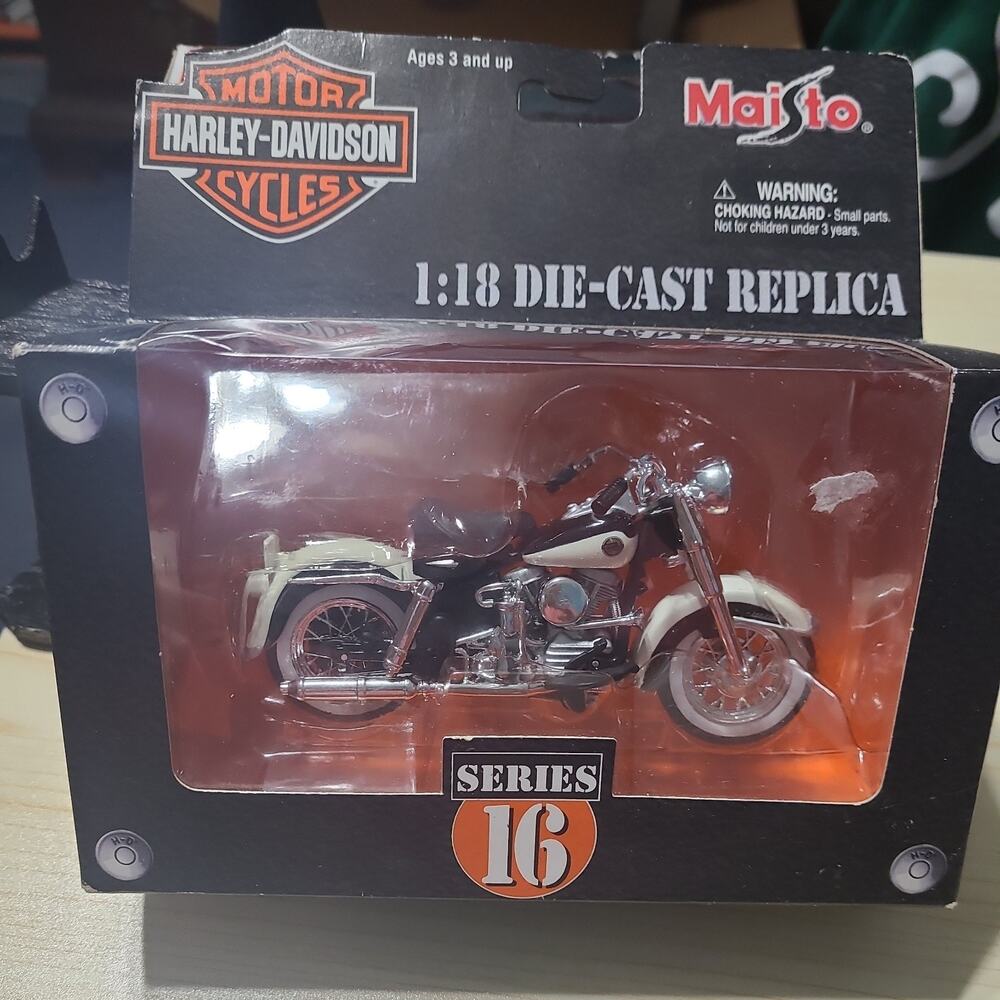 Ages 3 and up
MOTOR
HARLEY-DAVIDSON
CYCLES
Maisto®
⚠ WARNING:
CHOKING HAZARD - Small parts.
Not for children under 3 years.
1:18 DIE-CAST REPLICA
H-D
SERIES
16
H-D
H-D